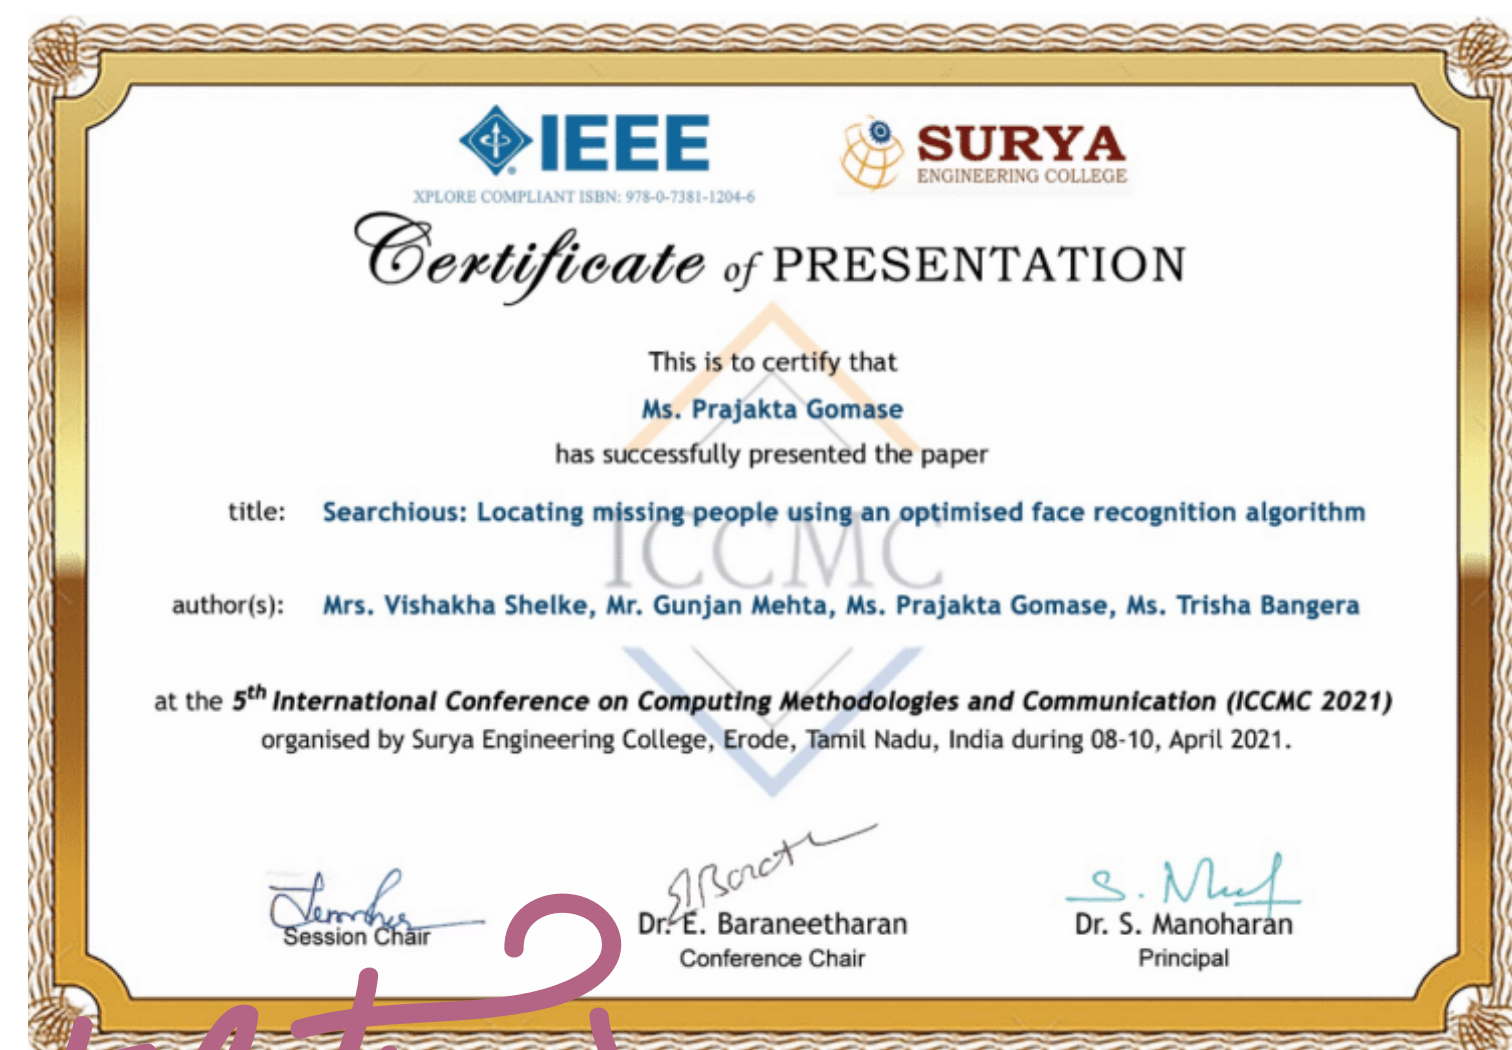 IEEE
SURYA
ENGINEERING COLLEGE
XPLORE COMPLIANT ISBN: 978-0-7381-1204-6
Certificate of PRESENTATION
This is to certify that
Ms. Prajakta Gomase
has successfully presented the paper
title: Searchious: Locating missing people using an optimised face recognition algorithm
ICCMC
author(s): Mrs. Vishakha Shelke, Mr. Gunjan Mehta, Ms. Prajakta Gomase, Ms. Trisha Bangera
at the 5th International Conference on Computing Methodologies and Communication (ICCMC 2021)
organised by Surya Engineering College, Erode, Tamil Nadu, India during 08-10, April 2021.
Session Chair
Dr. E. Baraneetharan
Conference Chair
Dr. S. Manoharan
Principal